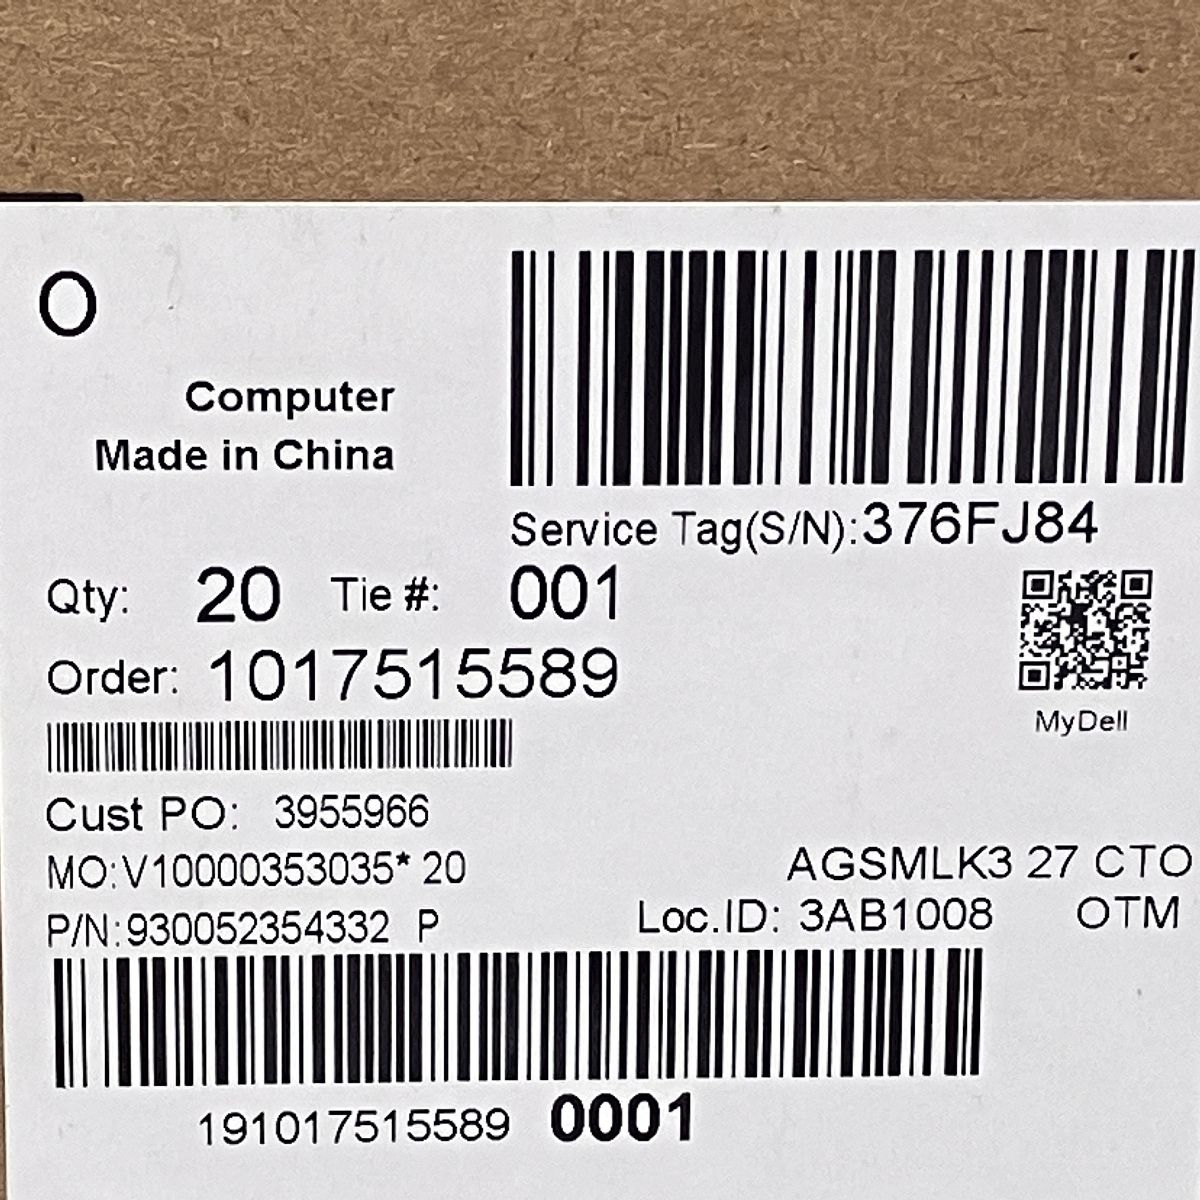 O
Computer
Made in China
Service Tag(S/N):376FJ84
Qty: 20 Tie #: 001
Order: 1017515589
MyDell
Cust PO: 3955966
MO:V10000353035* 20
AGSMLK3 27 CTO
P/N:930052354332 P
Loc.ID: 3AB1008 OTM
191017515589 0001